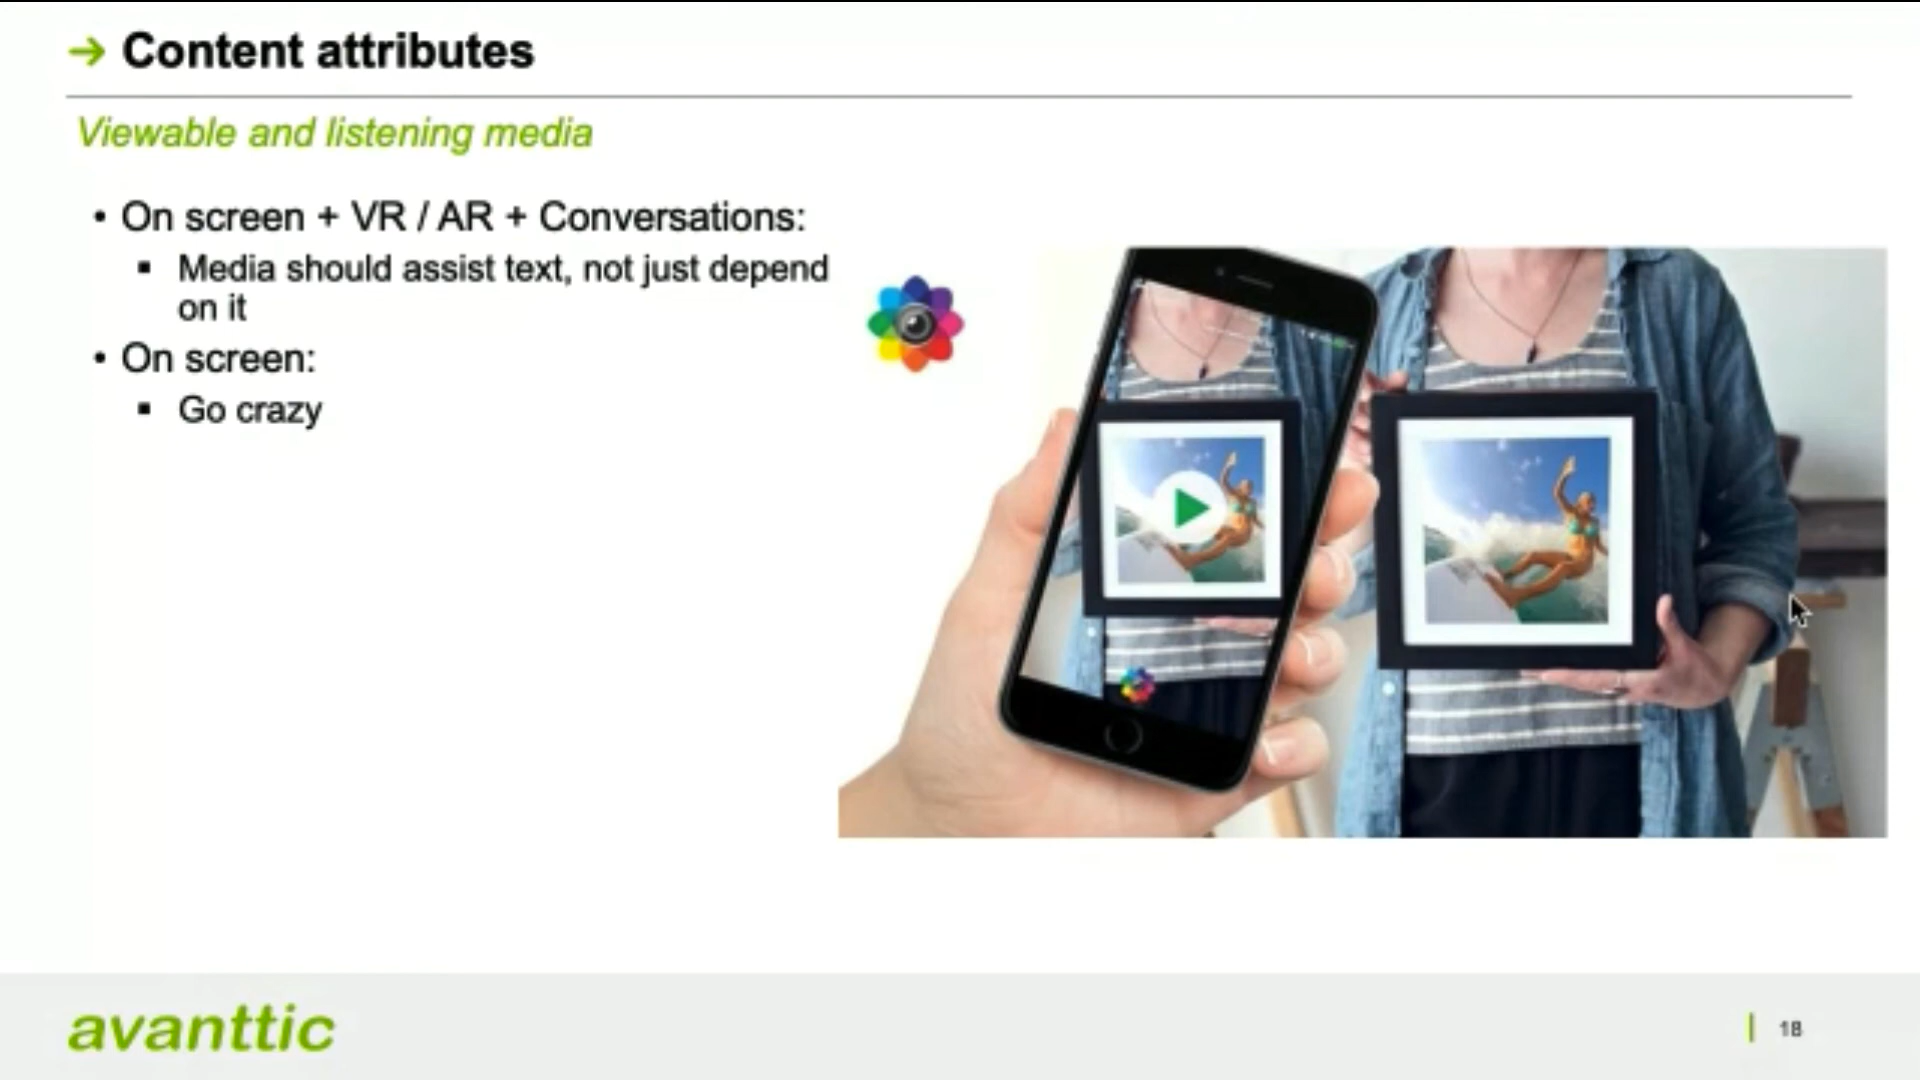 Content attributes
Viewable and listening media
• On screen + VR / AR + Conversations:
▪ Media should assist text, not just depend
on it
• On screen:
▪ Go crazy
avanttic
18